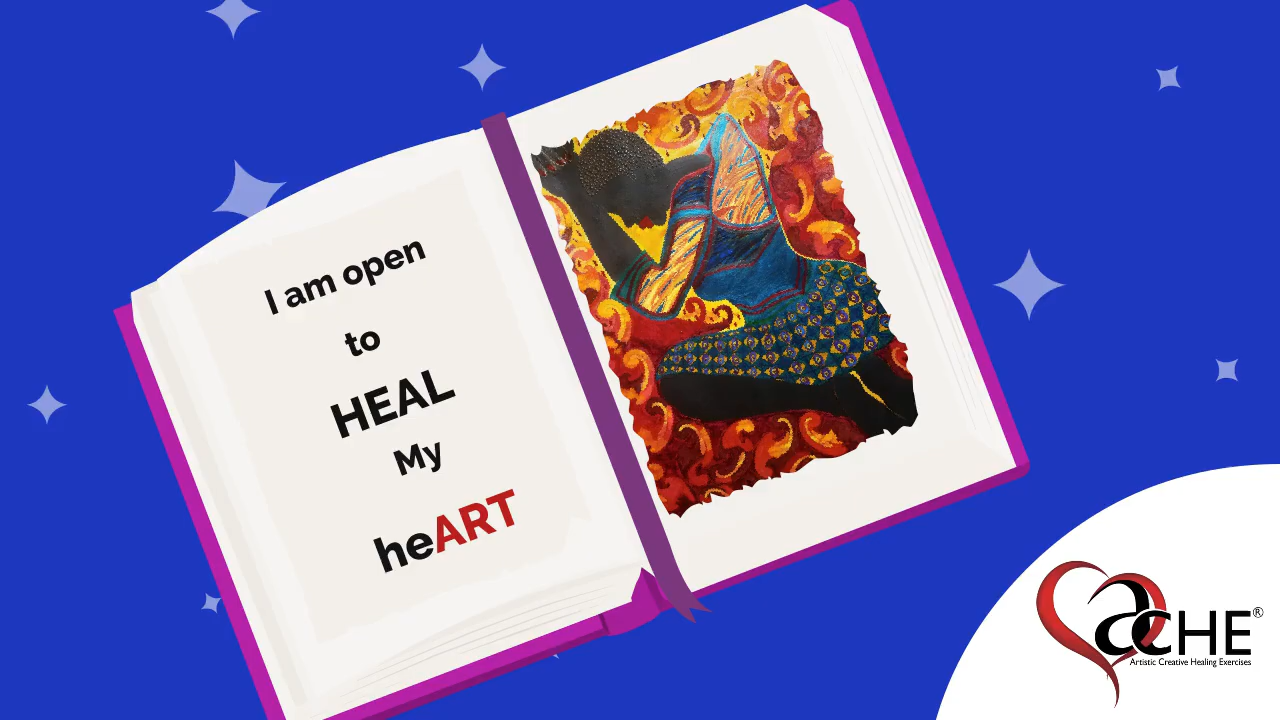 I am open
to
HEAL
My
heART
aCHE®
Artistic Creative Healing Exercises